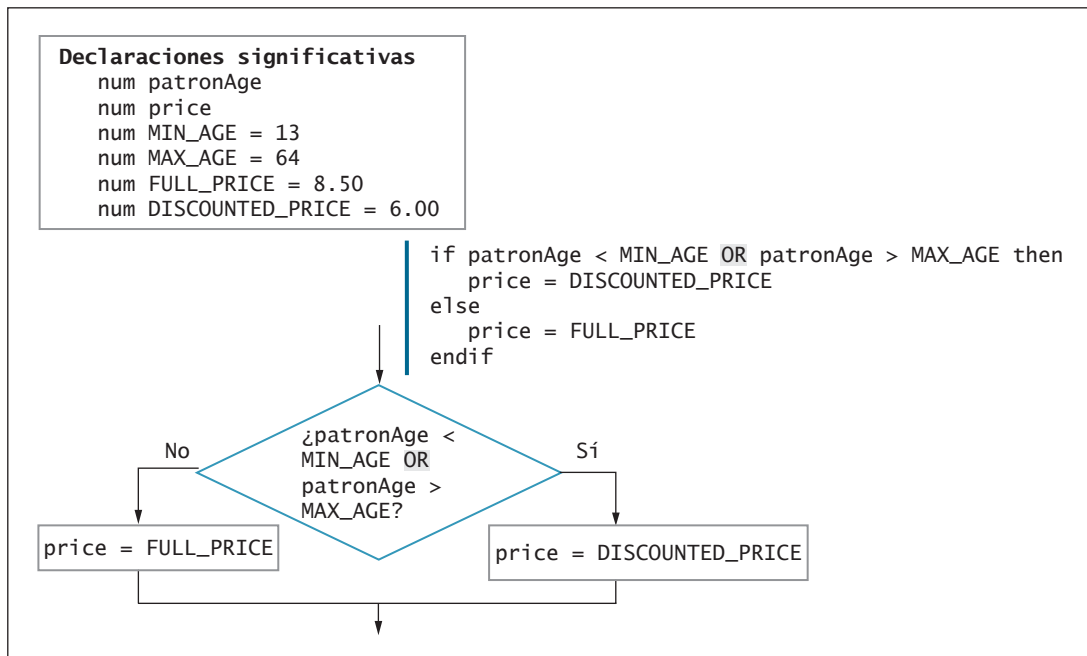 Declaraciones significativas
num patronAge
num price
num MIN_AGE = 13
num MAX_AGE = 64
num FULL_PRICE = 8.50
num DISCOUNTED_PRICE = 6.00
if patronAge < MIN_AGE OR patronAge > MAX_AGE then
price = DISCOUNTED_PRICE
else
price = FULL_PRICE
endif
¿patronAge <
MIN_AGE OR
patronAge >
MAX_AGE?
No
Sí
price = FULL_PRICE
price = DISCOUNTED_PRICE